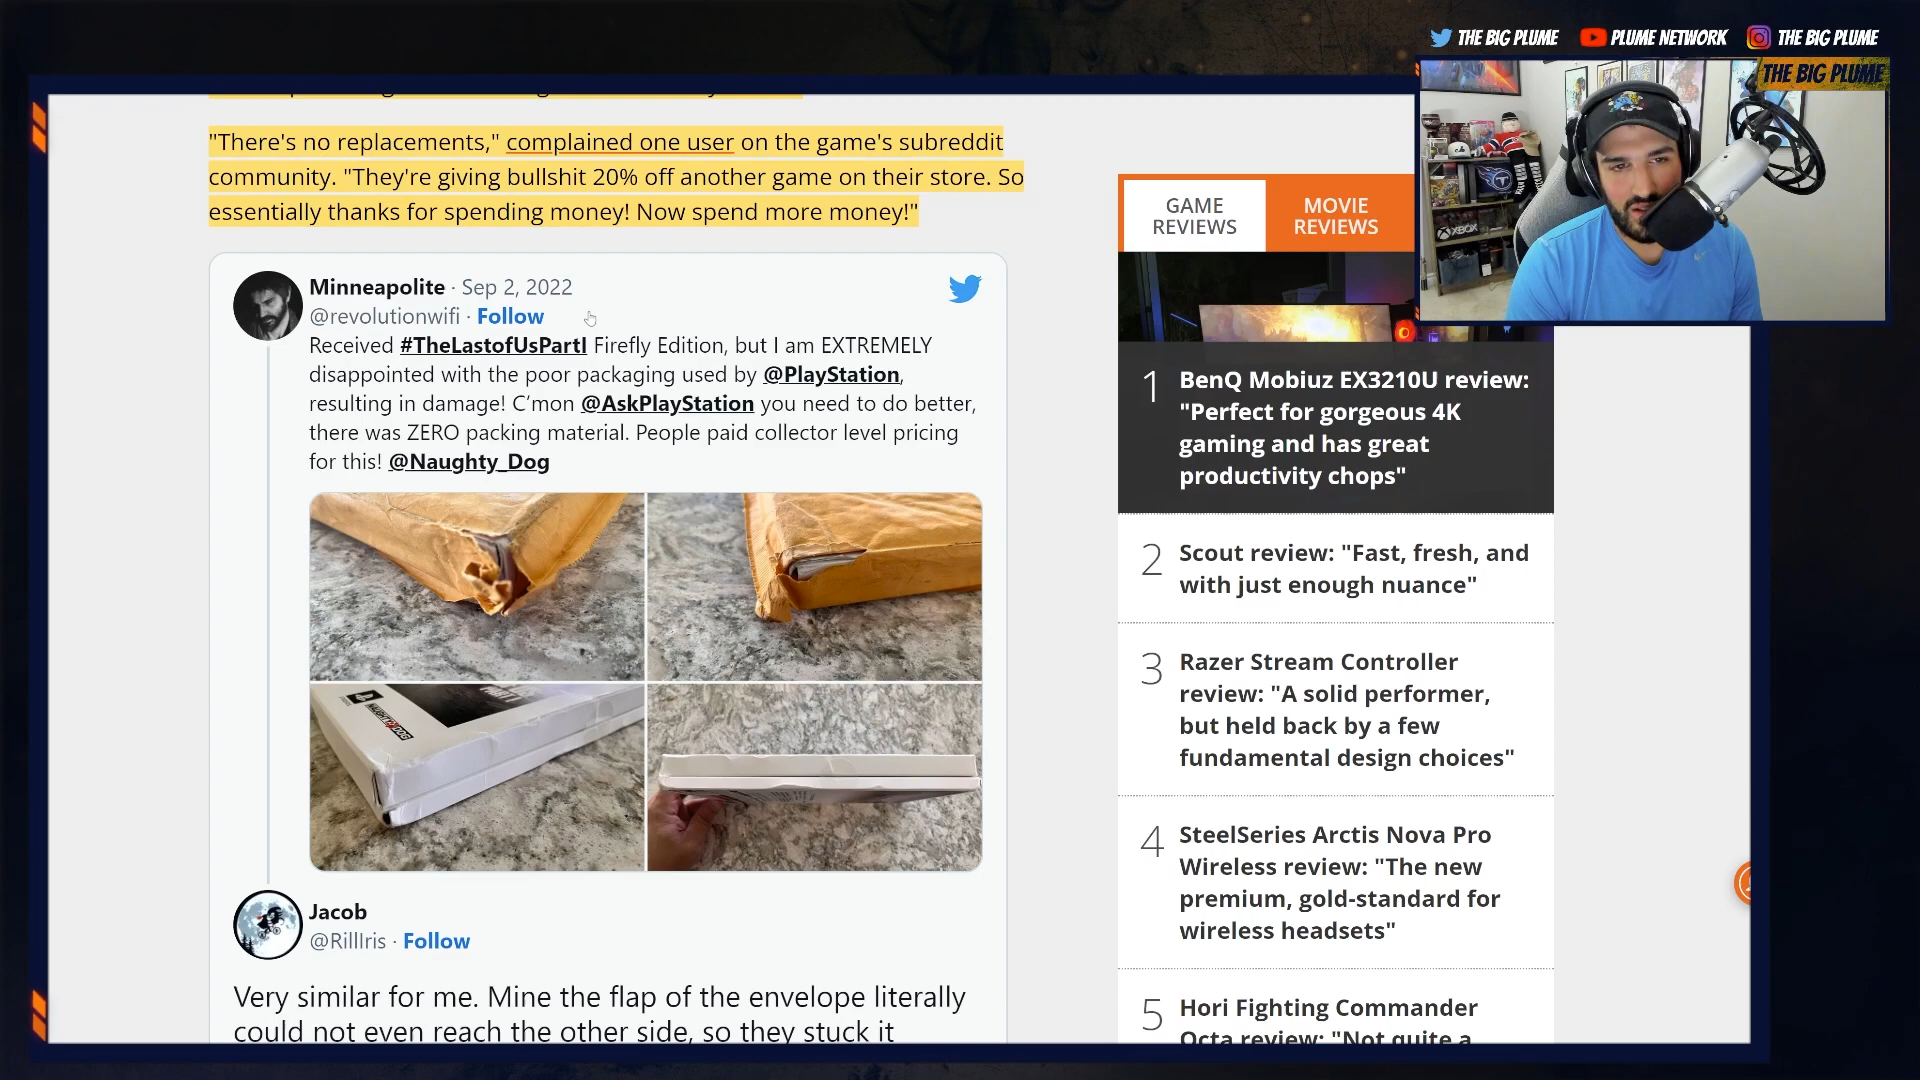 THE BIG PLUME PLUME NETWORK THE BIG PLUME
THE BIG PLUME
XBOX
"There's no replacements," complained one user on the game's subreddit
community. "They're giving bullshit 20% off another game on their store. So
essentially thanks for spending money! Now spend more money!"
Minneapolite · Sep 2, 2022
@revolutionwifi · Follow
Received #TheLastofUsPartI Firefly Edition, but I am EXTREMELY
disappointed with the poor packaging used by @PlayStation,
resulting in damage! C'mon @AskPlayStation you need to do better,
there was ZERO packing material. People paid collector level pricing
for this! @Naughty_Dog
NAUGHTY DOG
Jacob
@RillIris · Follow
Very similar for me. Mine the flap of the envelope literally
could not even reach the other side, so they stuck it
GAME
REVIEWS
MOVIE
REVIEWS
1 BenQ Mobiuz EX3210U review:
"Perfect for gorgeous 4K
gaming and has great
productivity chops"
2 Scout review: "Fast, fresh, and
with just enough nuance"
3 Razer Stream Controller
review: "A solid performer,
but held back by a few
fundamental design choices"
4 SteelSeries Arctis Nova Pro
Wireless review: "The new
premium, gold-standard for
wireless headsets"
5 Hori Fighting Commander
Octa review: "Not quite a